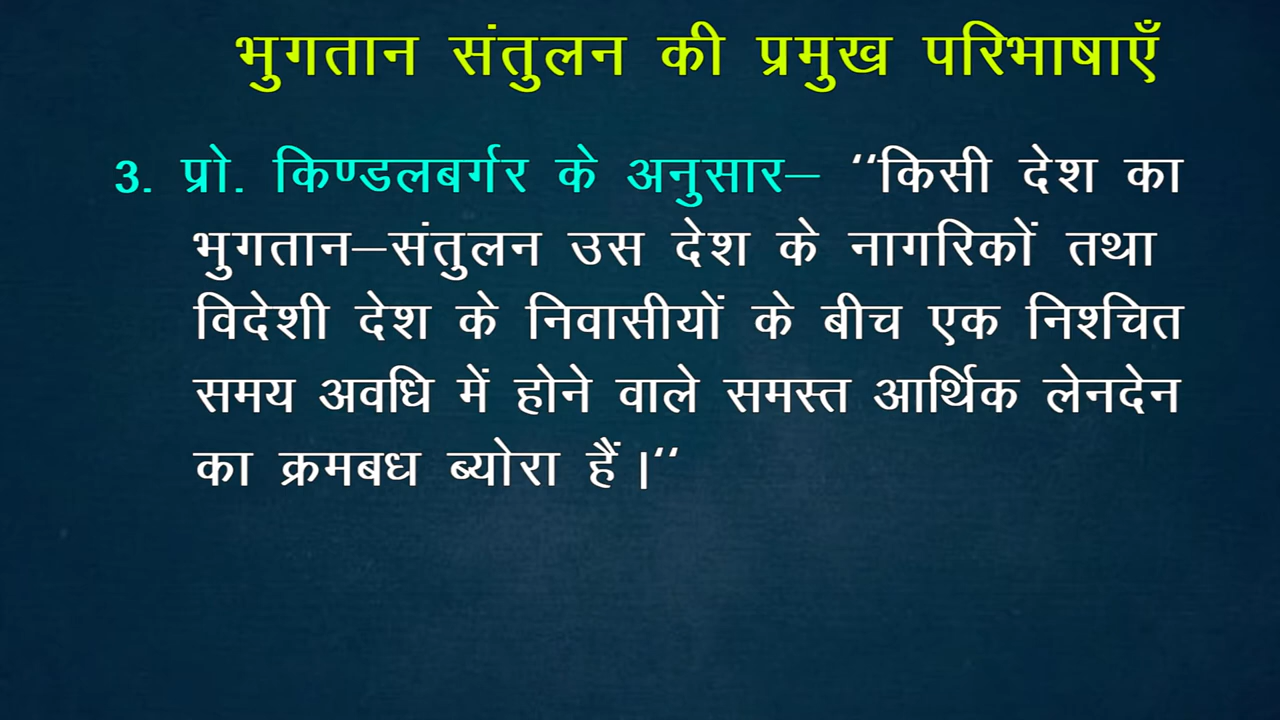 भुगतान संतुलन की प्रमुख परिभाषाएँ
3. प्रो. किण्डलबर्गर के अनुसार– ‘‘किसी देश का
भुगतान–संतुलन उस देश के नागरिकों तथा
विदेशी देश के निवासीयों के बीच एक निश्चित
समय अवधि में होने वाले समस्त आर्थिक लेनदेन
का क्रमबध ब्योरा हैं।‘‘